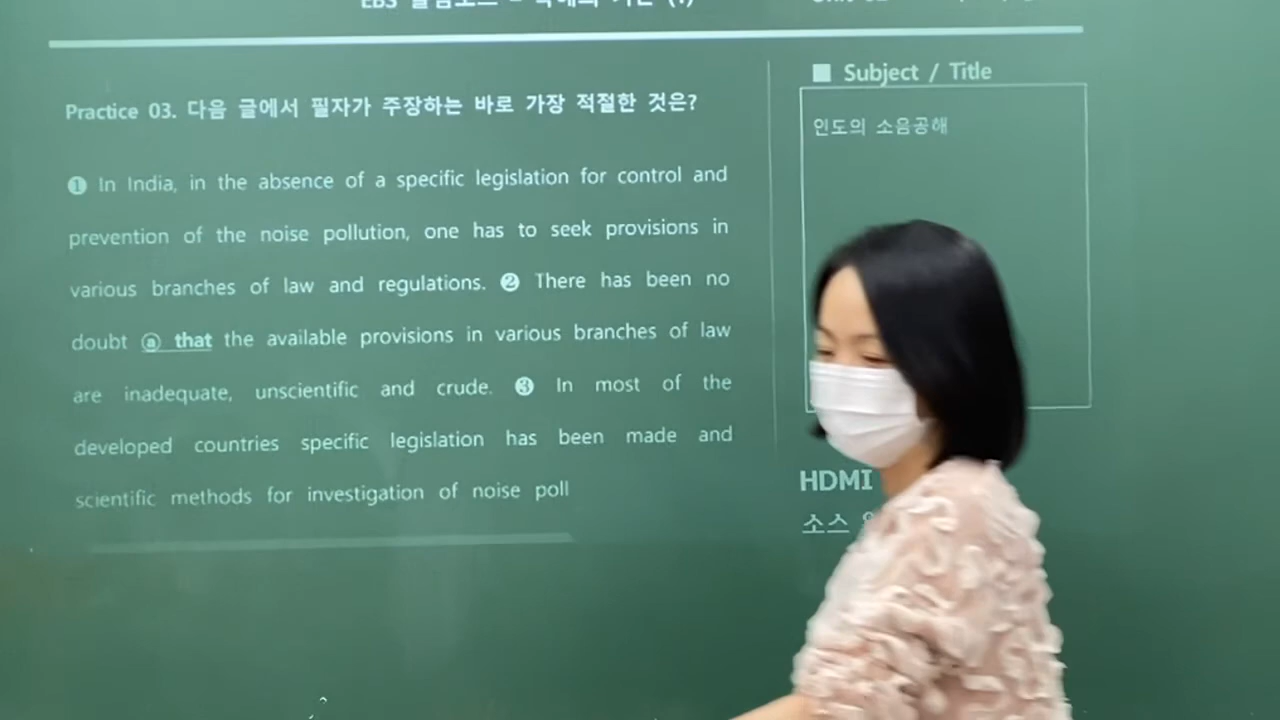 Practice 03. 다음 글에서 필자가 주장하는 바로 가장 적절한 것은?
❶ In India, in the absence of a specific legislation for control and
prevention of the noise pollution, one has to seek provisions in
various branches of law and regulations. ❷ There has been no
doubt ⓐ that the available provisions in various branches of law
are inadequate, unscientific and crude. ❸ In most of the
developed countries specific legislation has been made and
scientific methods for investigation of noise poll
■ Subject / Title
인도의 소음공해
HDMI
소스